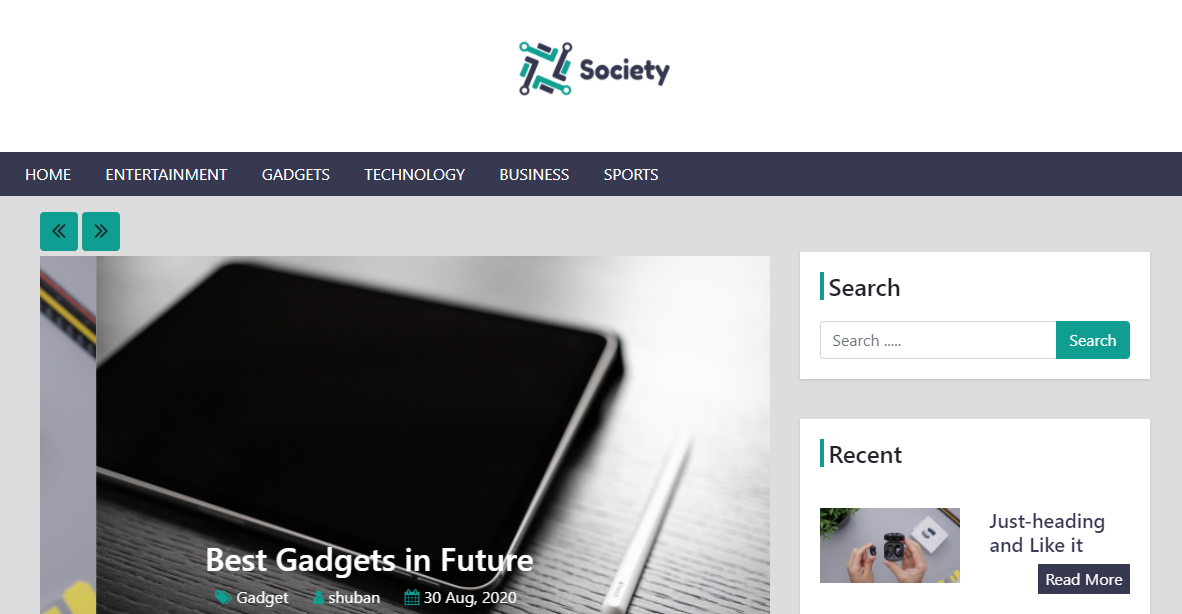 Society
HOME ENTERTAINMENT GADGETS TECHNOLOGY BUSINESS SPORTS
Best Gadgets in Future
Gadget shuban 30 Aug, 2020
Search
Search ..... Search
Recent
Just-heading
and Like it
Read More